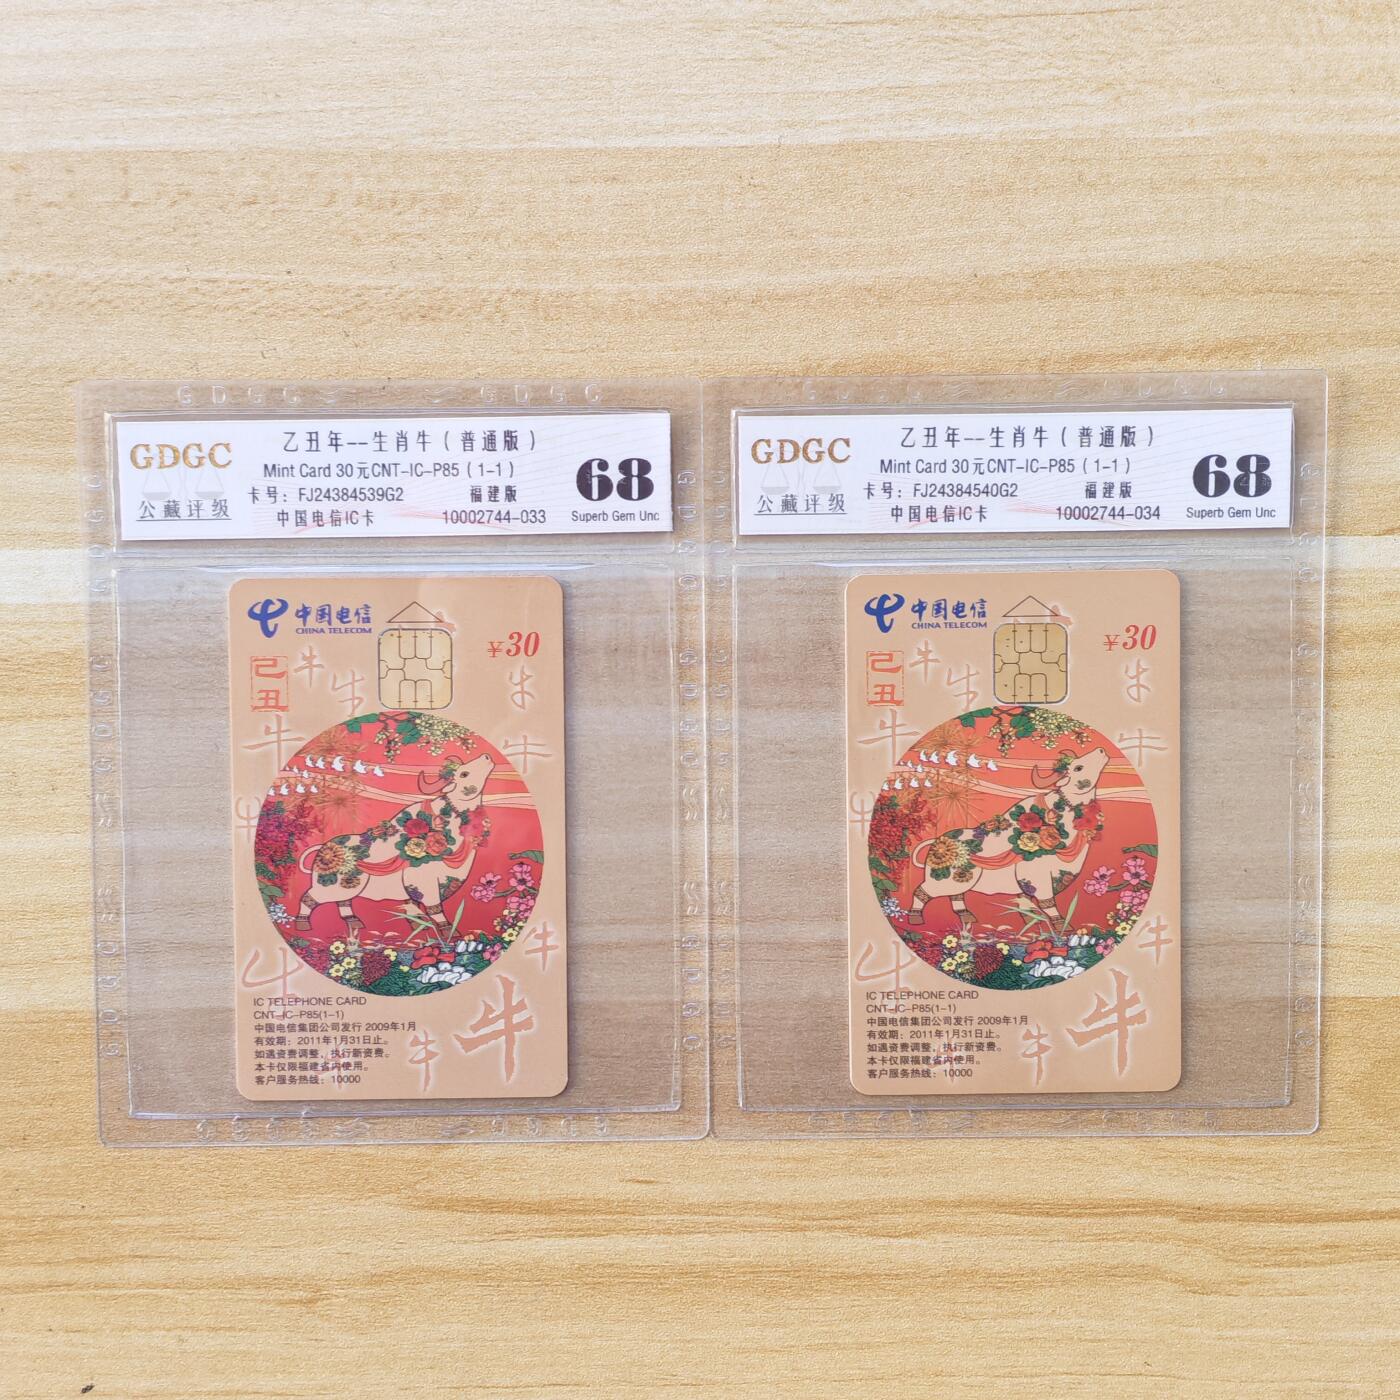 GDGC
公藏评级
乙丑年--生肖牛（普通版）
Mint Card 30元CNT-IC-P85（1-1）
卡号：FJ24384539G2 福建版
中国电信IC卡 10002744-033
68
Superb Gem Unc
中国电信
CHINA TELECOM
¥30
己丑
牛
IC TELEPHONE CARD
CNT-IC-P85(1-1)
中国电信集团公司发行 2009年1月
有效期：2011年1月31日止。
如遇资费调整，执行新资费。
本卡仅限福建省内使用。
客户服务热线：10000
GDGC
公藏评级
乙丑年--生肖牛（普通版）
Mint Card 30元CNT-IC-P85（1-1）
卡号：FJ24384540G2 福建版
中国电信IC卡 10002744-034
68
Superb Gem Unc
中国电信
CHINA TELECOM
¥30
己丑
牛
IC TELEPHONE CARD
CNT-IC-P85(1-1)
中国电信集团公司发行 2009年1月
有效期：2011年1月31日止。
如遇资费调整，执行新资费。
本卡仅限福建省内使用。
客户服务热线：10000